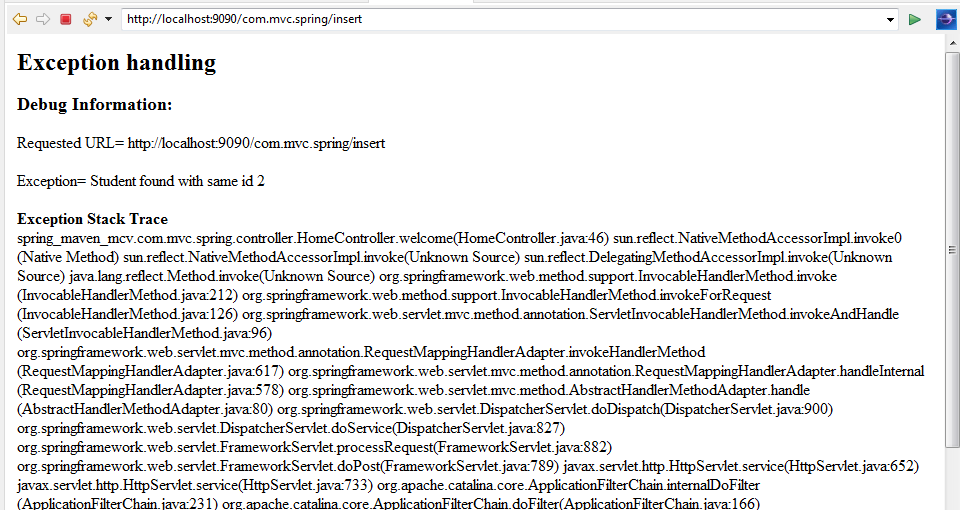 http://localhost:9090/com.mvc.spring/insert
Exception handling
Debug Information:
Requested URL= http://localhost:9090/com.mvc.spring/insert
Exception= Student found with same id 2
Exception Stack Trace
spring_maven_mcv.com.mvc.spring.controller.HomeController.welcome(HomeController.java:46) sun.reflect.NativeMethodAccessorImpl.invoke0
(Native Method) sun.reflect.NativeMethodAccessorImpl.invoke(Unknown Source) sun.reflect.DelegatingMethodAccessorImpl.invoke(Unknown
Source) java.lang.reflect.Method.invoke(Unknown Source) org.springframework.web.method.support.InvocableHandlerMethod.invoke
(InvocableHandlerMethod.java:212) org.springframework.web.method.support.InvocableHandlerMethod.invokeForRequest
(InvocableHandlerMethod.java:126) org.springframework.web.servlet.mvc.method.annotation.ServletInvocableHandlerMethod.invokeAndHandle
(ServletInvocableHandlerMethod.java:96)
org.springframework.web.servlet.mvc.method.annotation.RequestMappingHandlerAdapter.invokeHandlerMethod
(RequestMappingHandlerAdapter.java:617) org.springframework.web.servlet.mvc.method.annotation.RequestMappingHandlerAdapter.handleInternal
(RequestMappingHandlerAdapter.java:578) org.springframework.web.servlet.mvc.method.AbstractHandlerMethodAdapter.handle
(AbstractHandlerMethodAdapter.java:80) org.springframework.web.servlet.DispatcherServlet.doDispatch(DispatcherServlet.java:900)
org.springframework.web.servlet.DispatcherServlet.doService(DispatcherServlet.java:827)
org.springframework.web.servlet.FrameworkServlet.processRequest(FrameworkServlet.java:882)
org.springframework.web.servlet.FrameworkServlet.doPost(FrameworkServlet.java:789) javax.servlet.http.HttpServlet.service(HttpServlet.java:652)
javax.servlet.http.HttpServlet.service(HttpServlet.java:733) org.apache.catalina.core.ApplicationFilterChain.internalDoFilter
(ApplicationFilterChain.java:231) org.apache.catalina.core.ApplicationFilterChain.doFilter(ApplicationFilterChain.java:166)